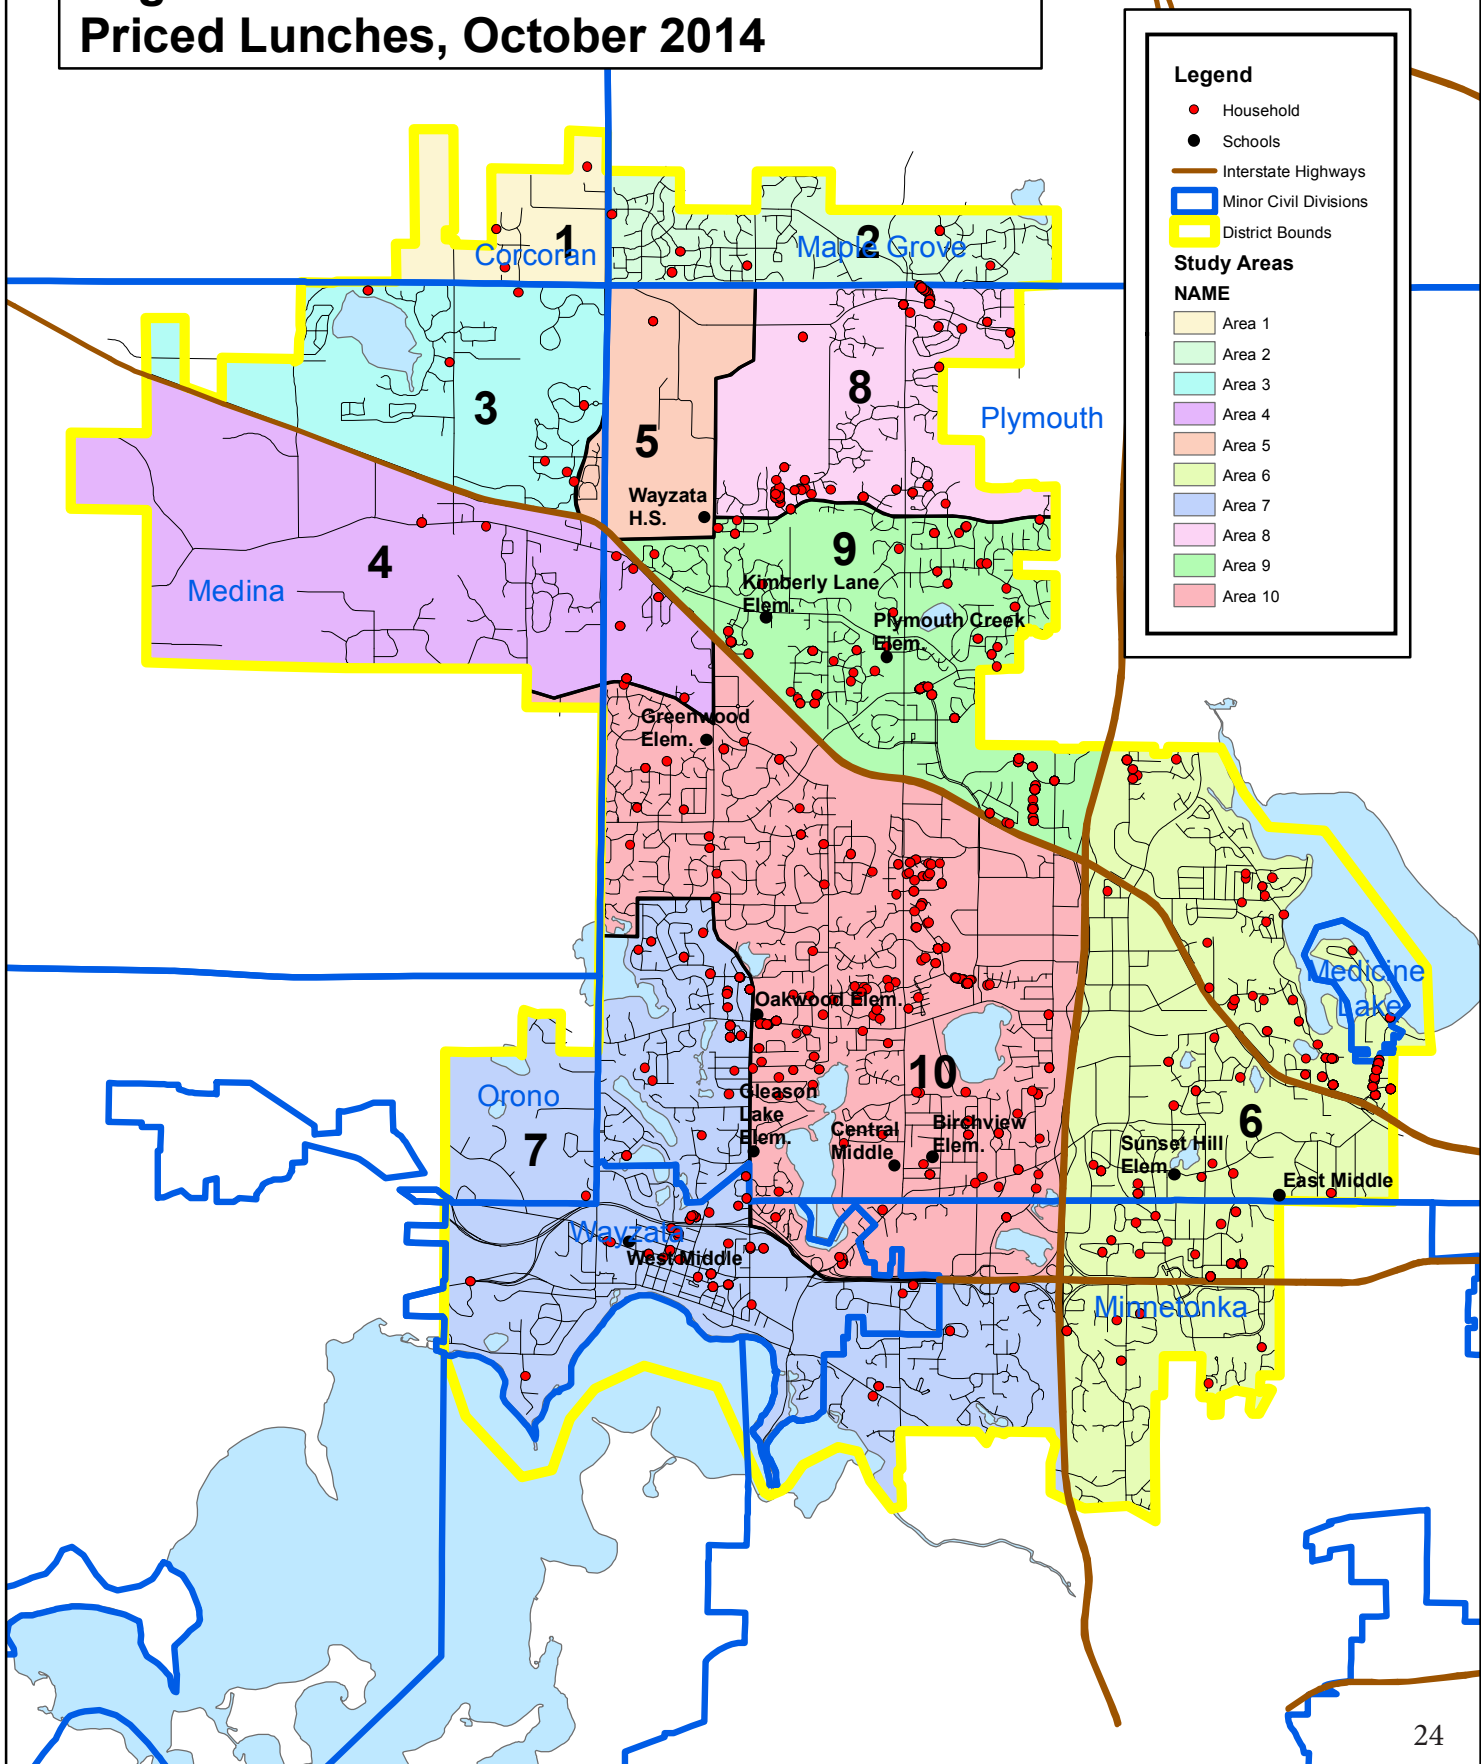 Priced Lunches, October 2014
Legend
Household
Schools
Interstate Highways
Minor Civil Divisions
District Bounds
Study Areas
NAME
Area 1
Area 2
Area 3
Area 4
Area 5
Area 6
Area 7
Area 8
Area 9
Area 10
1
Corcoran
2
Maple Grove
3
5
8
Plymouth
Wayzata
H.S.
4
Medina
9
Kimberly Lane
Elem.
Plymouth Creek
Elem.
Greenwood
Elem.
Medicine
Lake
Oakwood Elem.
10
Orono
7
Gleason
Lake
Elem.
Central
Middle
Birchview
Elem.
6
Sunset Hill
Elem.
East Middle
Wayzata
West Middle
Minnetonka
24